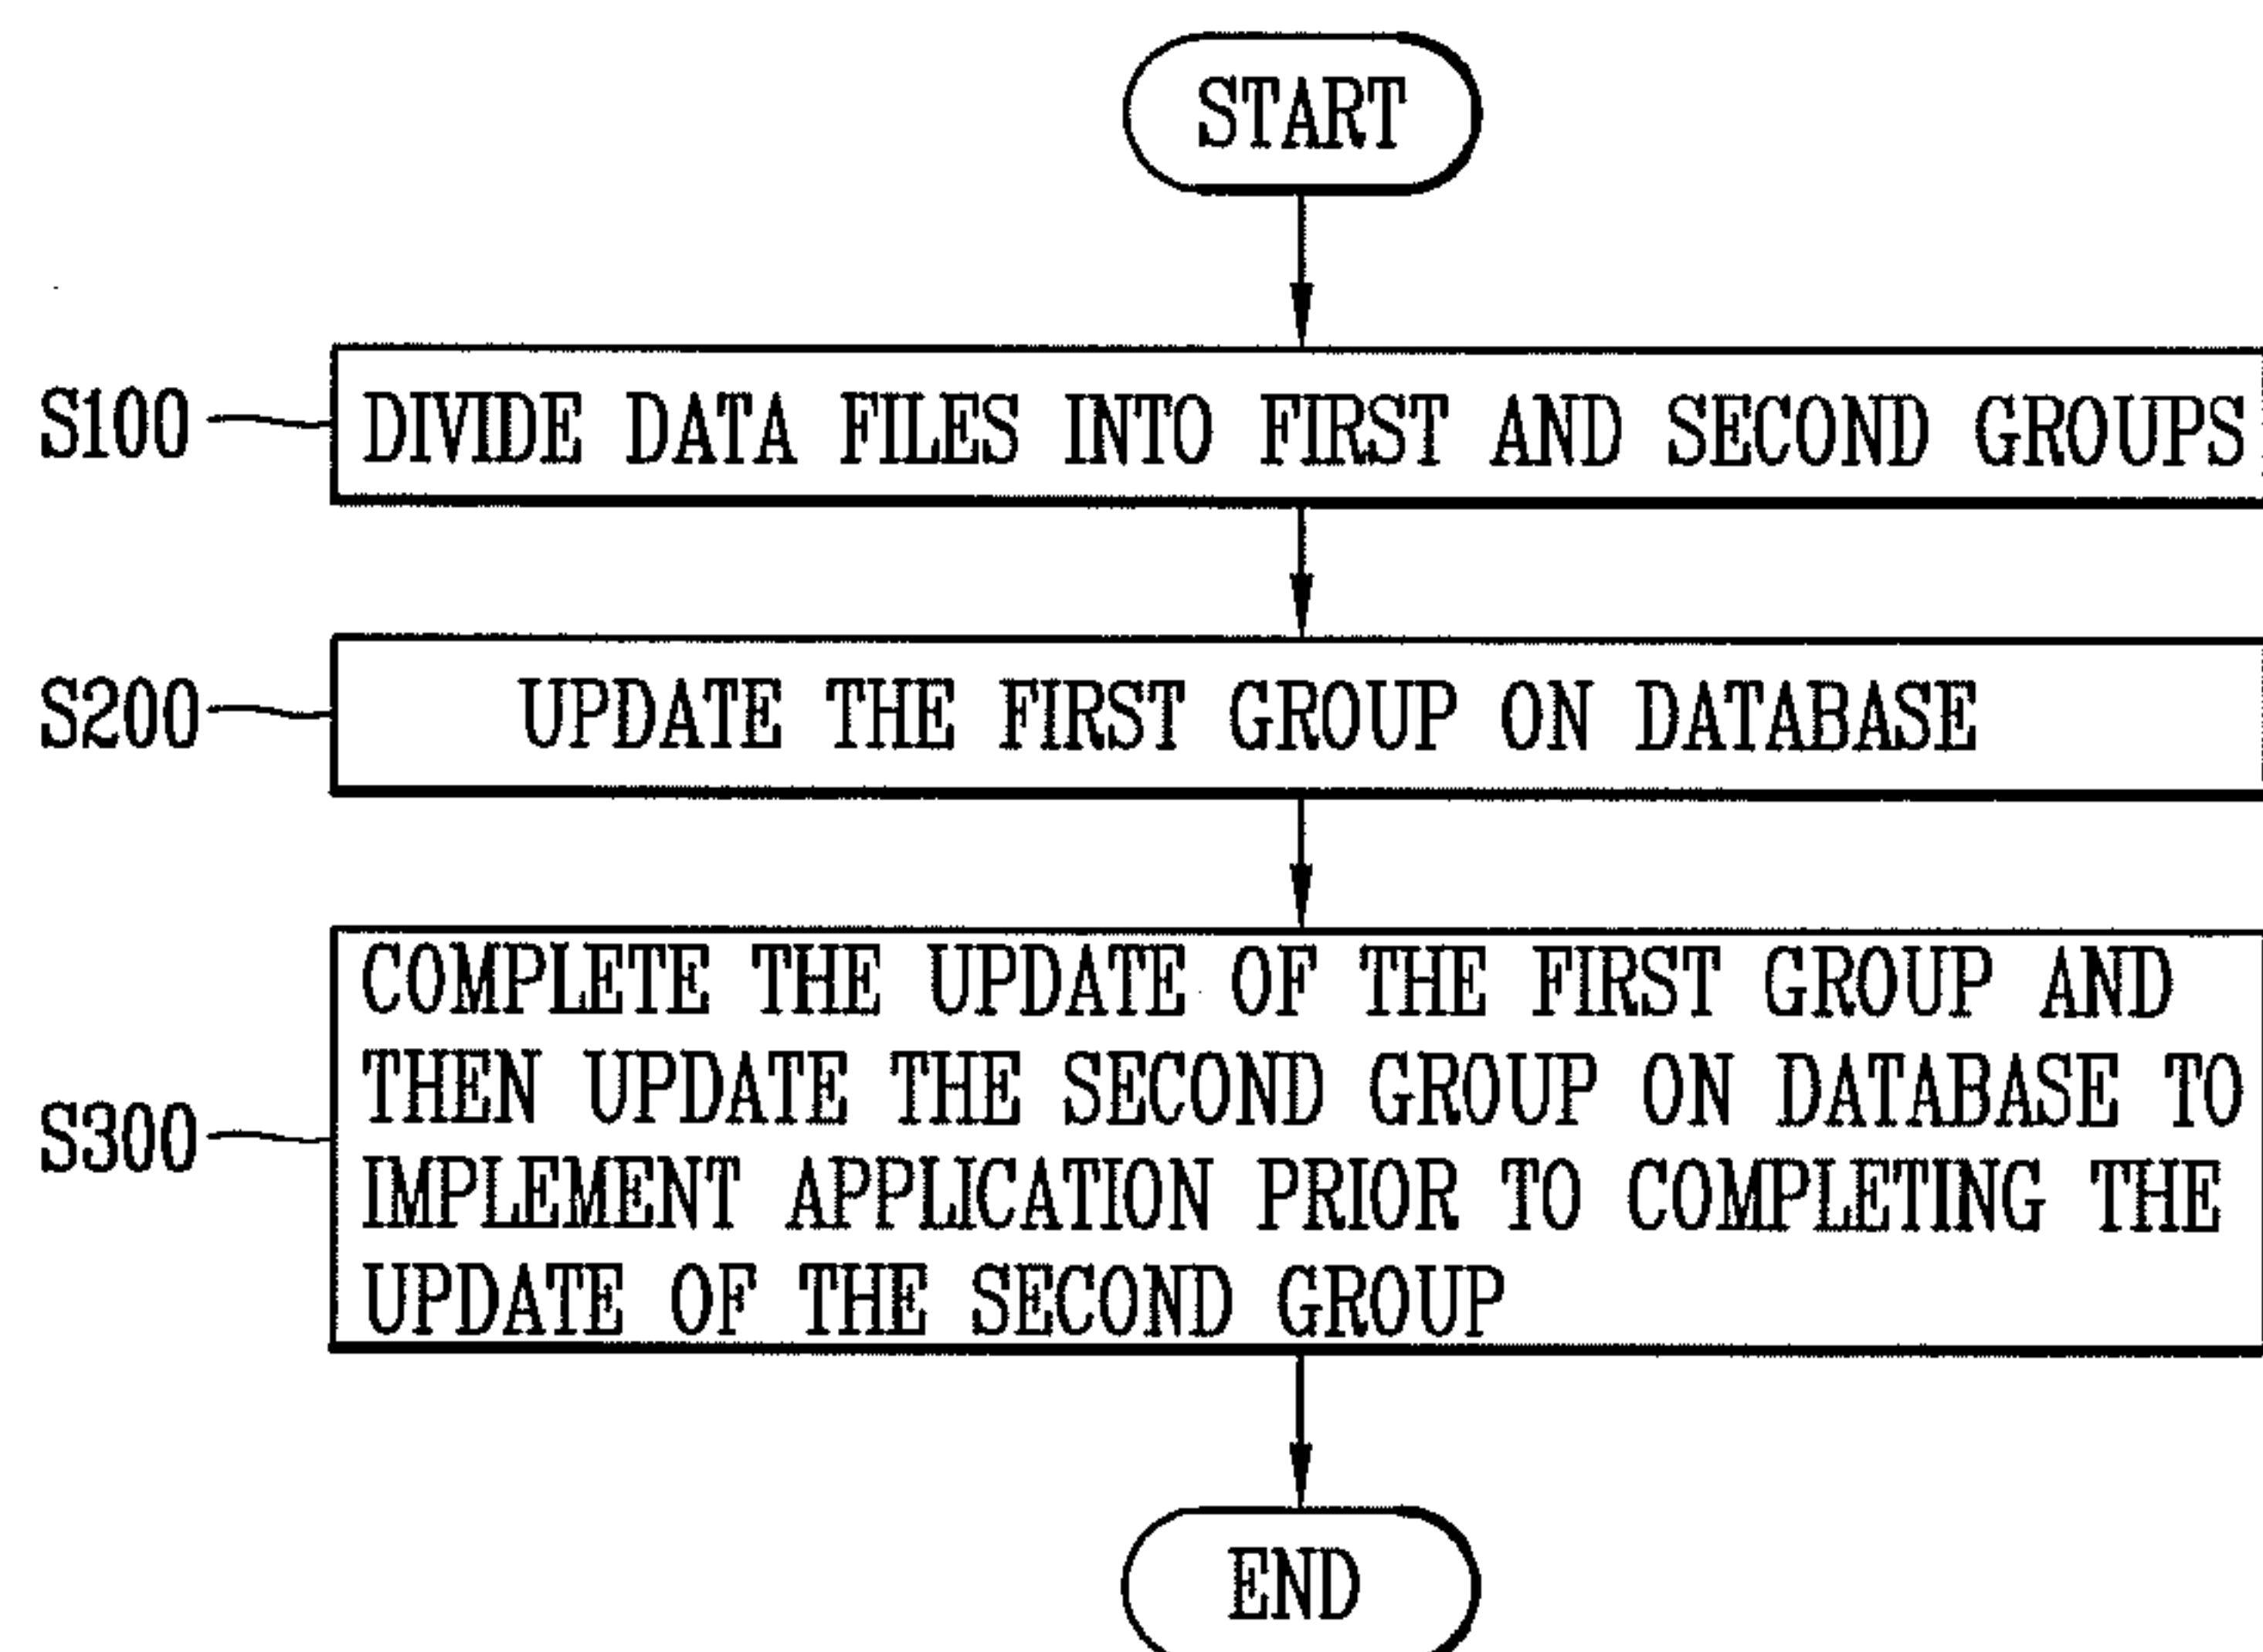 START
S100
DIVIDE DATA FILES INTO FIRST AND SECOND GROUPS
S200
UPDATE THE FIRST GROUP ON DATABASE
S300
COMPLETE THE UPDATE OF THE FIRST GROUP AND
THEN UPDATE THE SECOND GROUP ON DATABASE TO
IMPLEMENT APPLICATION PRIOR TO COMPLETING THE
UPDATE OF THE SECOND GROUP
END